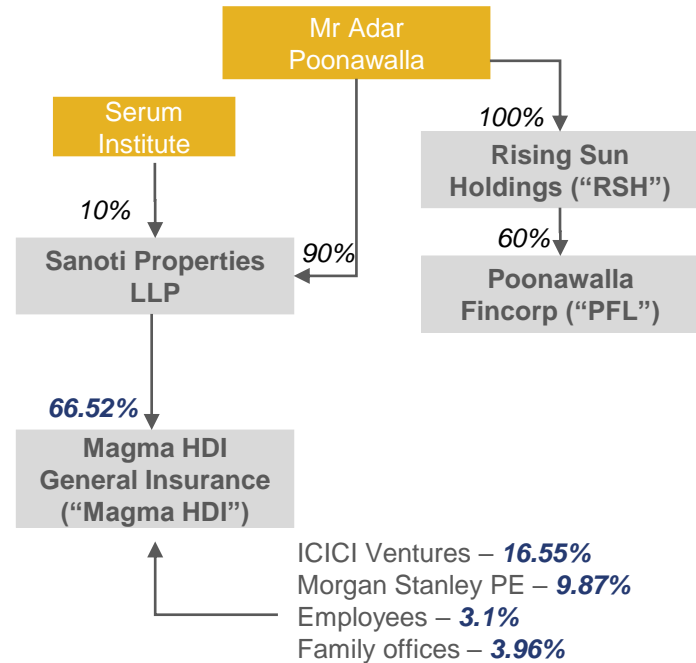 Mr Adar
Poonawalla
Serum
Institute
100%
Rising Sun
Holdings (“RSH”)
10%
90%
60%
Sanoti Properties
LLP
Poonawalla
Fincorp (“PFL”)
66.52%
Magma HDI
General Insurance
(“Magma HDI”)
ICICI Ventures – 16.55%
Morgan Stanley PE – 9.87%
Employees – 3.1%
Family offices – 3.96%